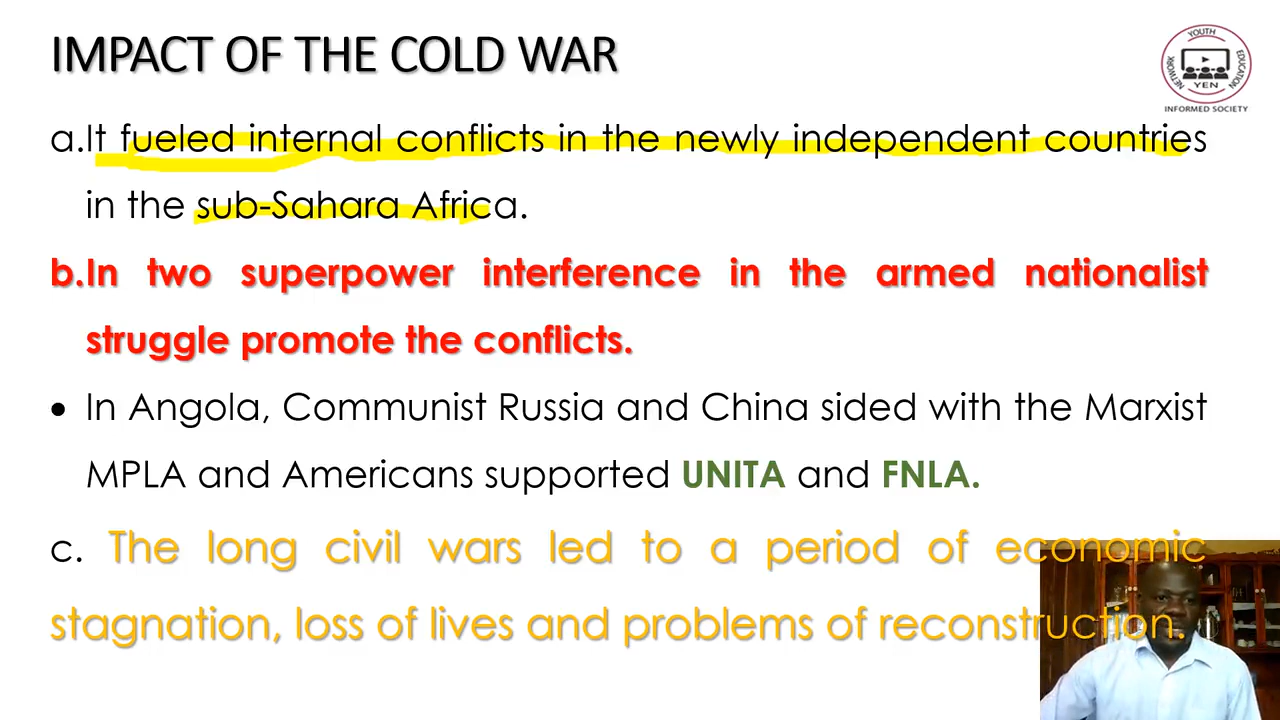 IMPACT OF THE COLD WAR
YOUTH
EDUCATION
NETWORK
YEN
INFORMED SOCIETY
a.It fueled internal conflicts in the newly independent countries
in the sub-Sahara Africa.
b.In two superpower interference in the armed nationalist
struggle promote the conflicts.
• In Angola, Communist Russia and China sided with the Marxist
MPLA and Americans supported UNITA and FNLA.
c. The long civil wars led to a period of economic
stagnation, loss of lives and problems of reconstruction.